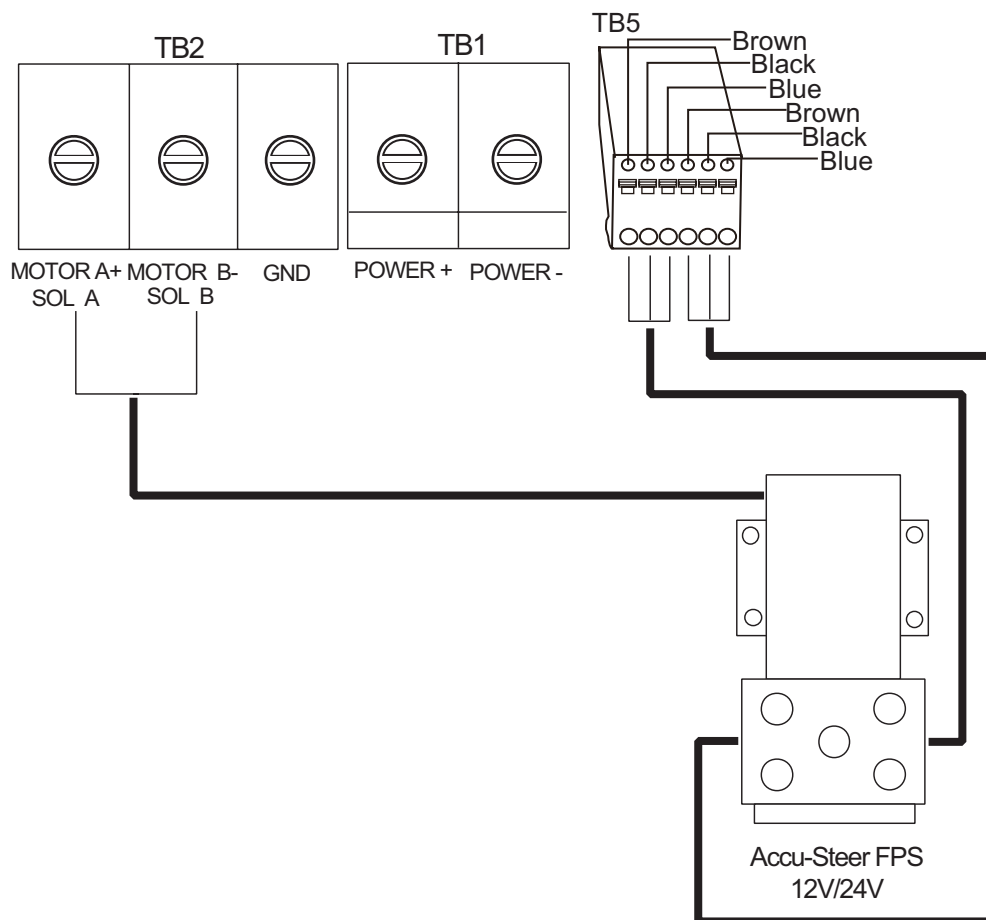 TB2
TB1
TB5
Brown
Black
Blue
Brown
Black
Blue
MOTOR A+
SOL A
MOTOR B-
SOL B
GND
POWER +
POWER -
Accu-Steer FPS
12V/24V